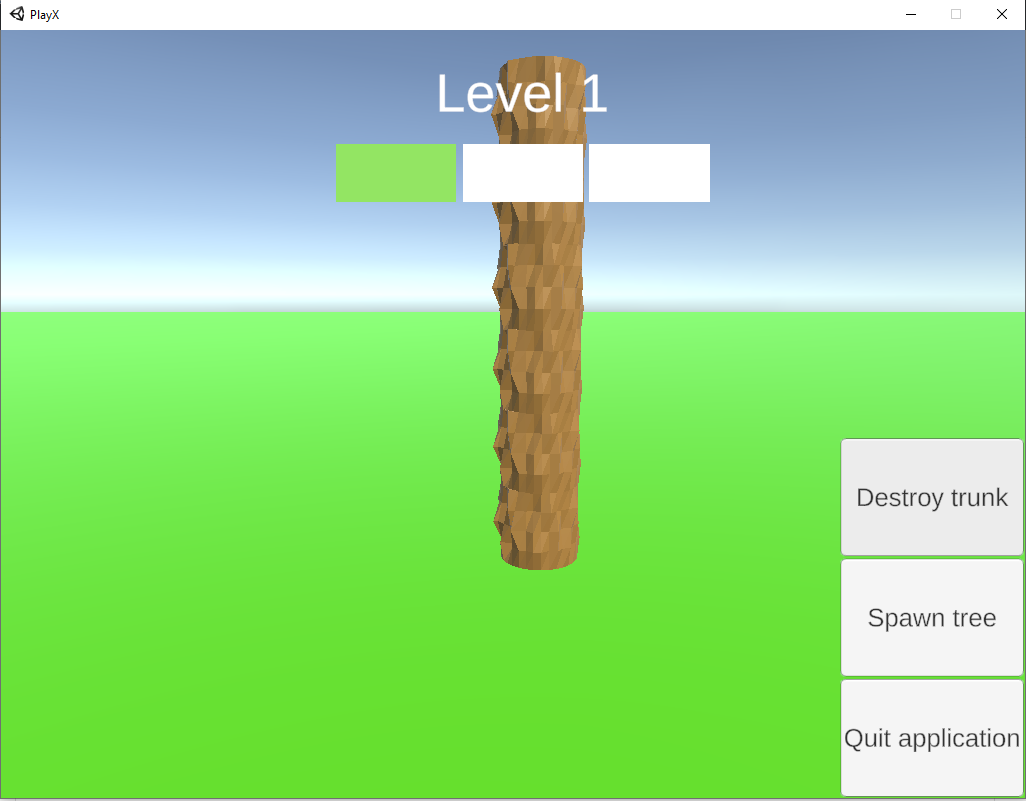 PlayX
Level 1
Destroy trunk
Spawn tree
Quit application